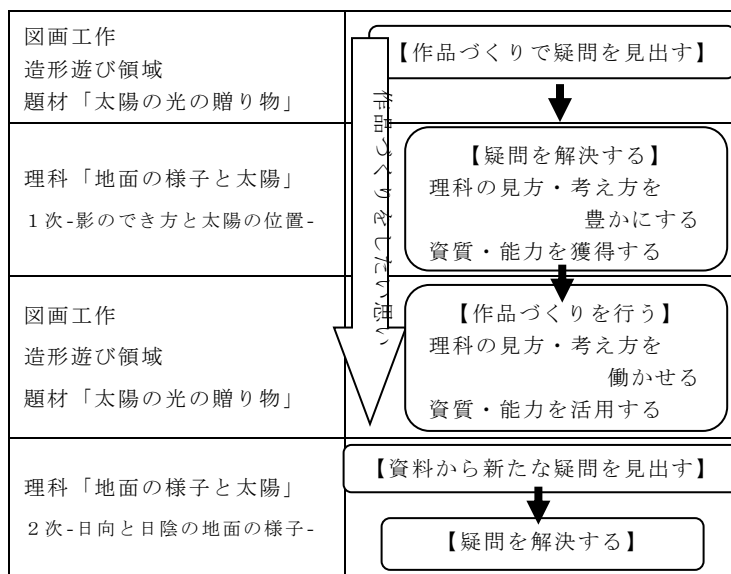 図画工作
造形遊び領域
題材「太陽の光の贈り物」
【作品づくりで疑問を見出す】
作品づくりをしたい思い
理科「地面の様子と太陽」
１次-影のでき方と太陽の位置-
【疑問を解決する】
理科の見方・考え方を
豊かにする
資質・能力を獲得する
図画工作
造形遊び領域
題材「太陽の光の贈り物」
【作品づくりを行う】
理科の見方・考え方を
働かせる
資質・能力を活用する
理科「地面の様子と太陽」
２次-日向と日陰の地面の様子-
【資料から新たな疑問を見出す】
【疑問を解決する】